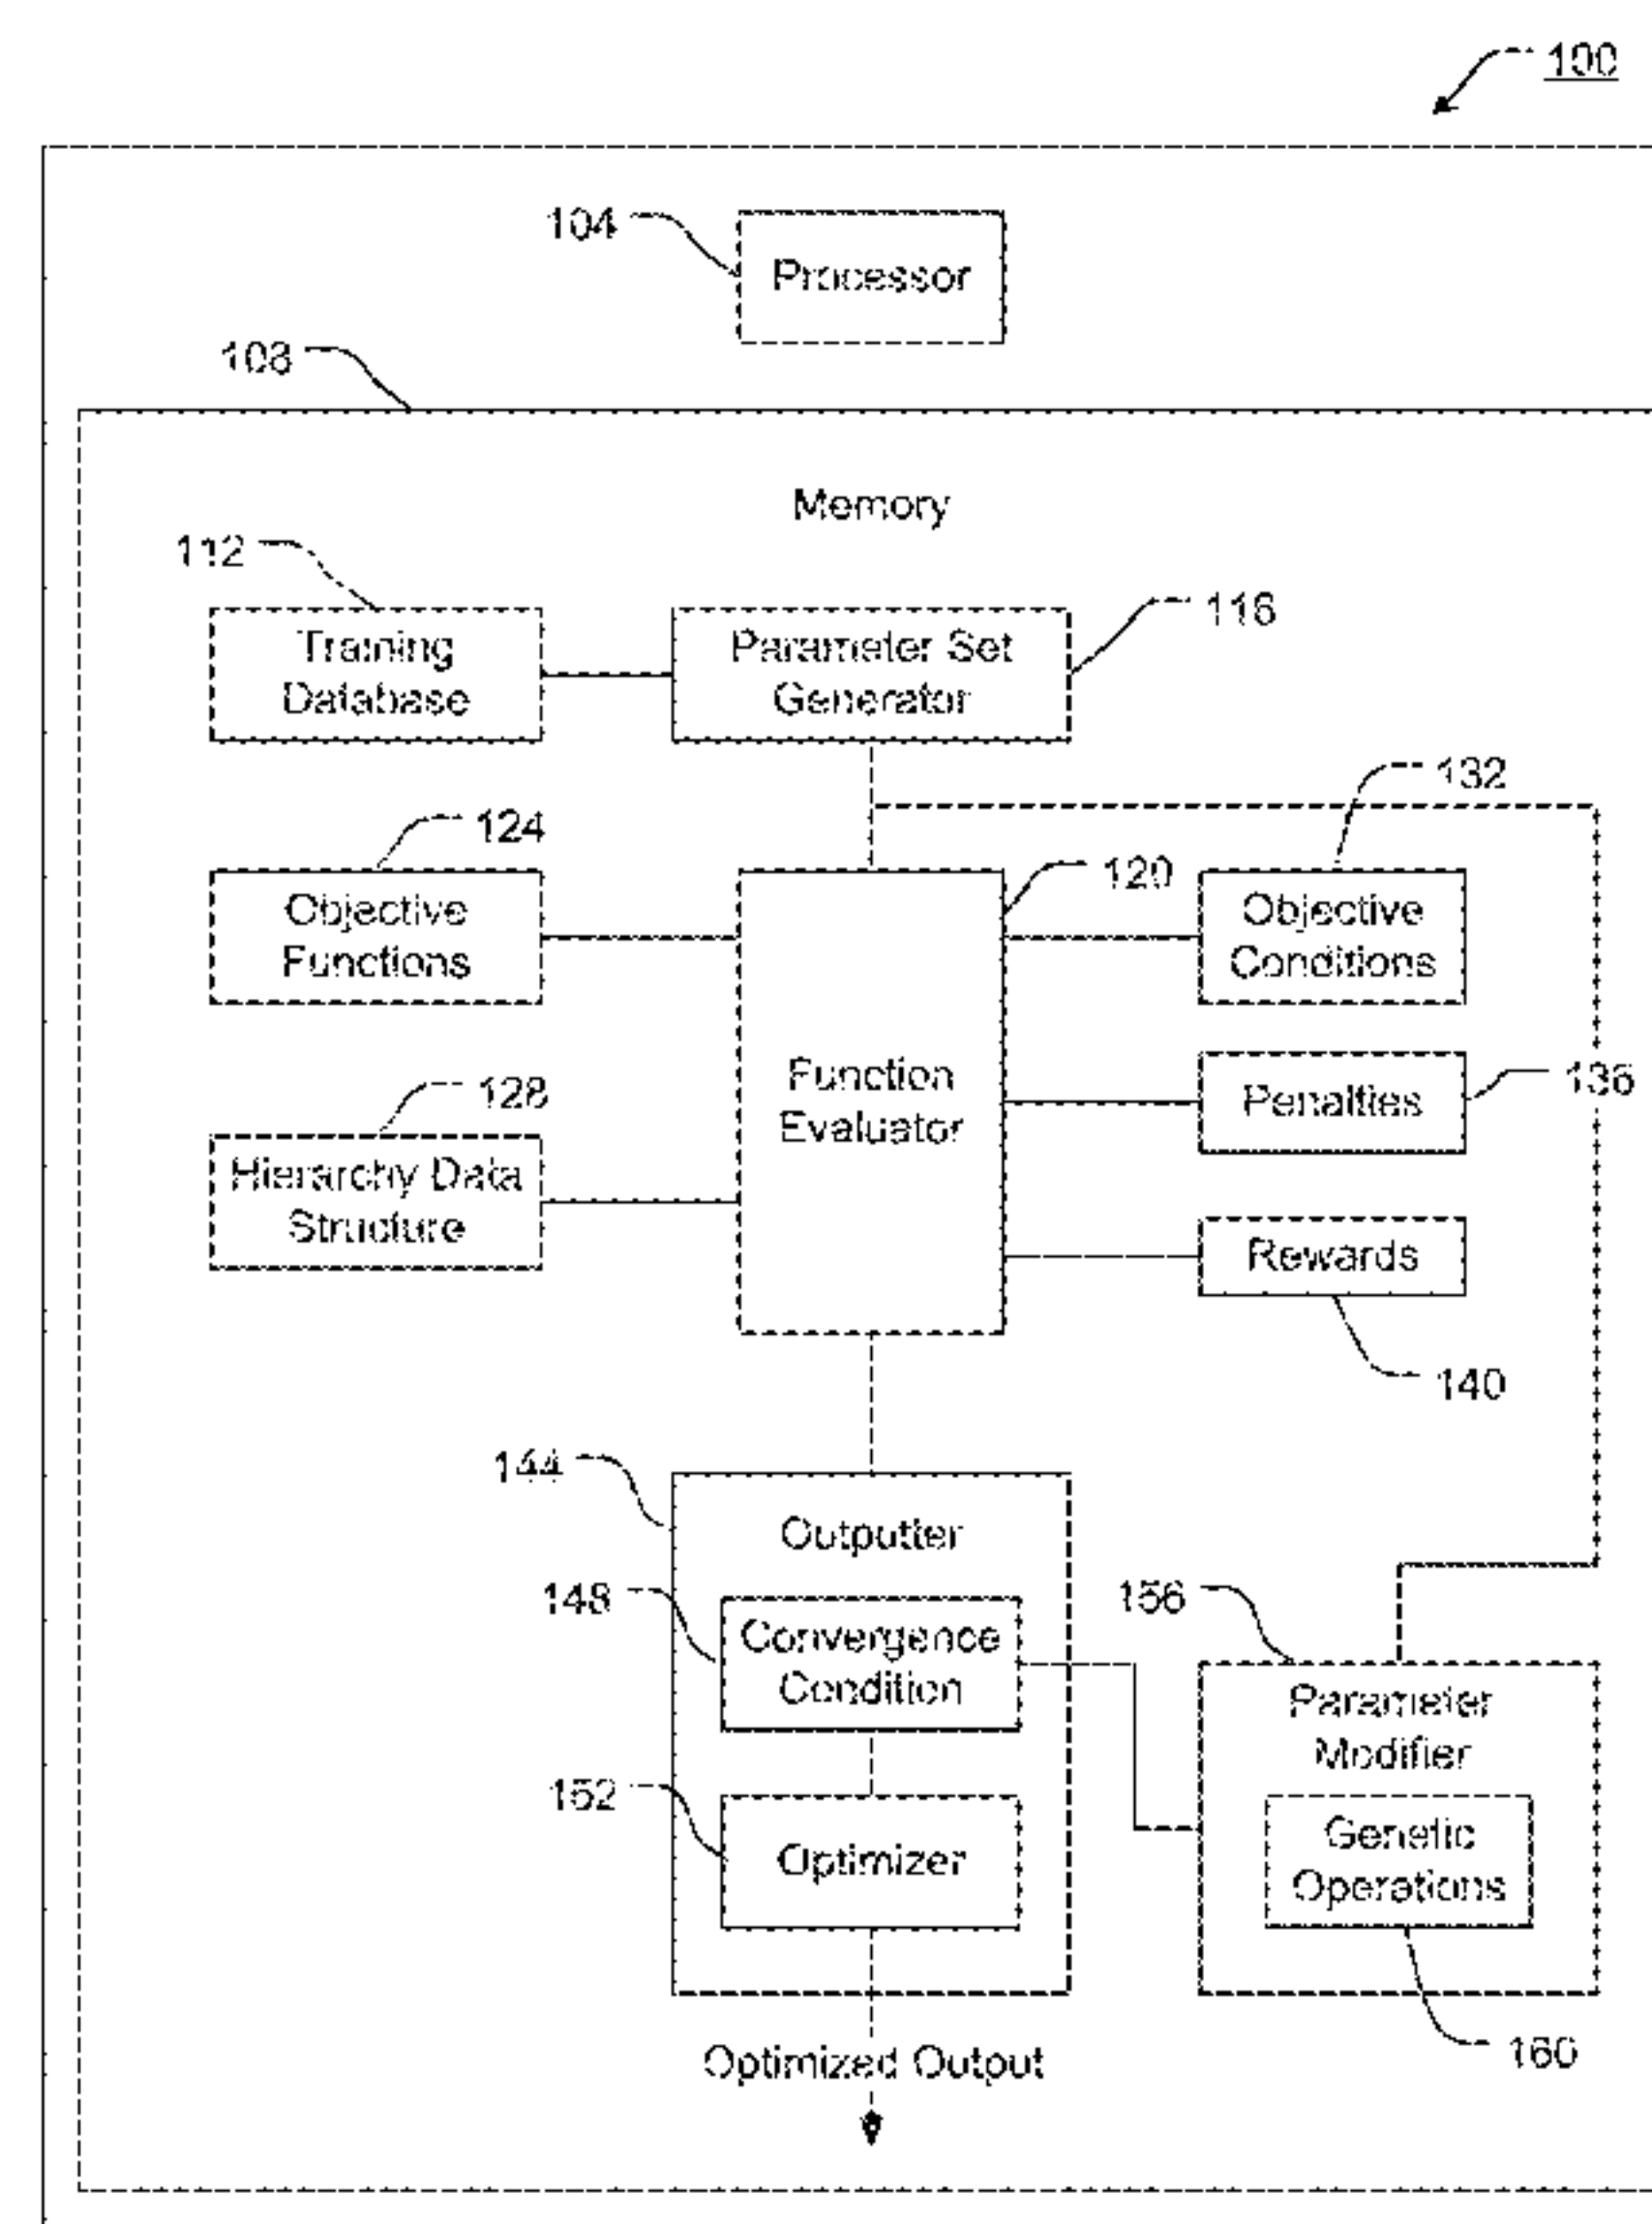 100
104
Processor
108
Memory
112
Training
Database
Parameter Set
Generator
116
132
124
120
Objective
Functions
Objective
Conditions
128
Function
Evaluator
Penalties
136
Hierarchy Data
Structure
Rewards
140
144
Outputter
148
Convergence
Condition
156
Parameter
Modifier
152
Optimizer
Genetic
Operations
160
Optimized Output